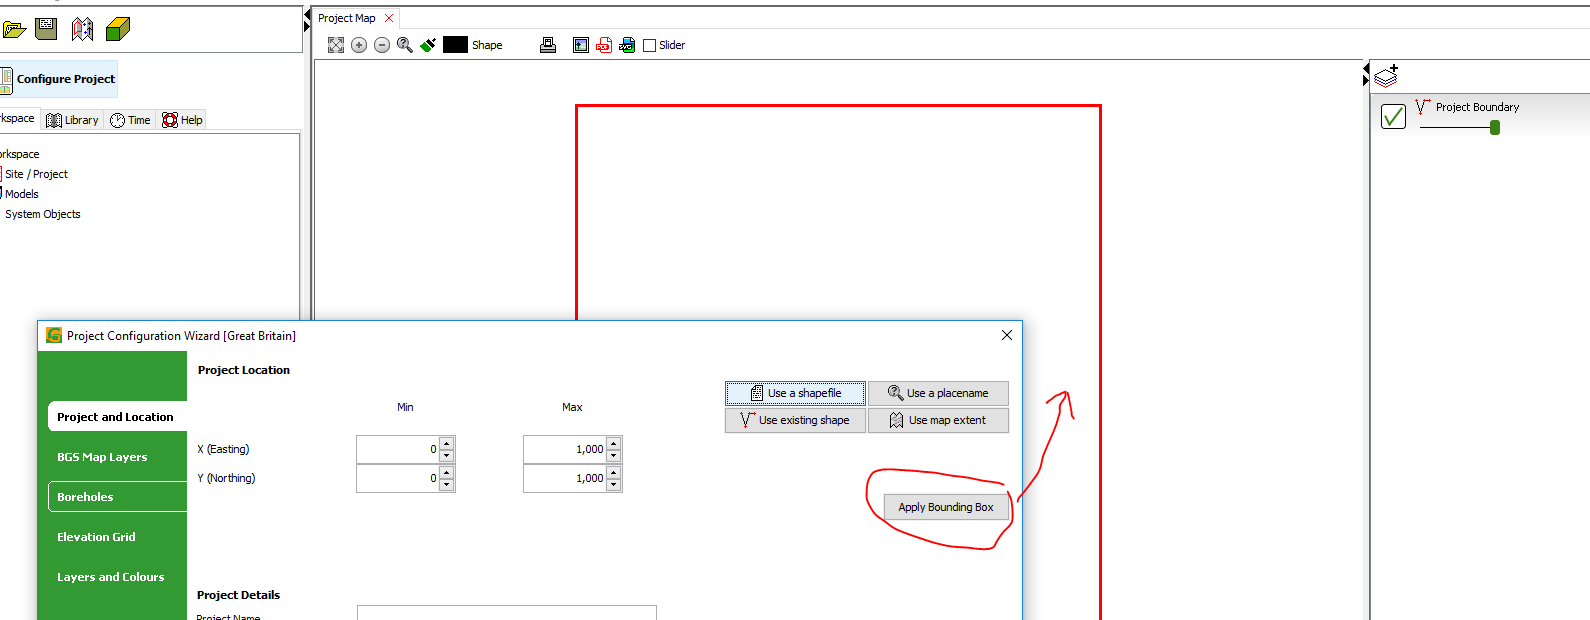 Project Map
Shape
Slider
Configure Project
kspace
Library
Time
Help
rkspace
Site / Project
Models
System Objects
Project Boundary
Project Configuration Wizard [Great Britain]
Project Location
Min
Max
Use a shapefile
Use a placename
Use existing shape
Use map extent
Project and Location
BGS Map Layers
Boreholes
Elevation Grid
Layers and Colours
X (Easting)
0
1,000
Y (Northing)
0
1,000
Apply Bounding Box
Project Details
Project Name